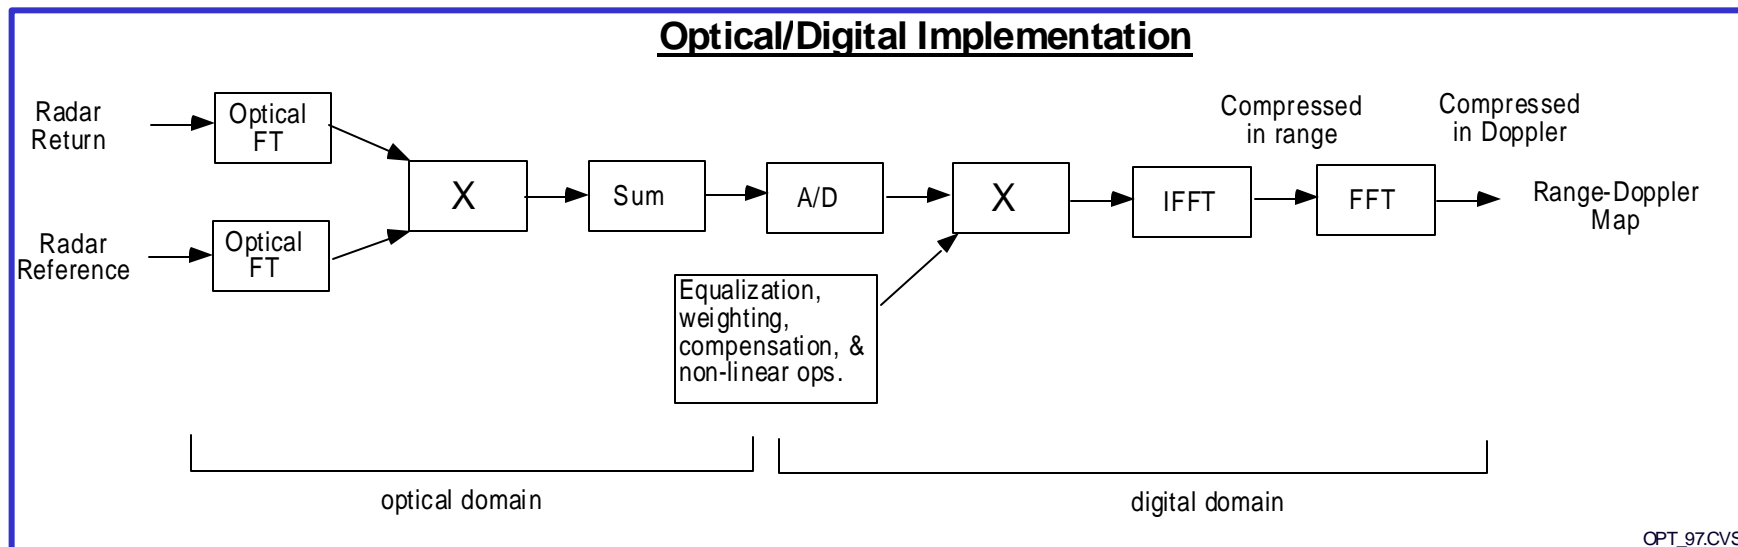 Optical/Digital Implementation
Radar
Return
Optical
FT
X
Sum
A/D
X
IFFT
Compressed
in range
FFT
Compressed
in Doppler
Range-Doppler
Map
Radar
Reference
Optical
FT
Equalization,
weighting,
compensation, &
non-linear ops.
optical domain
digital domain
OPT_97.CVS